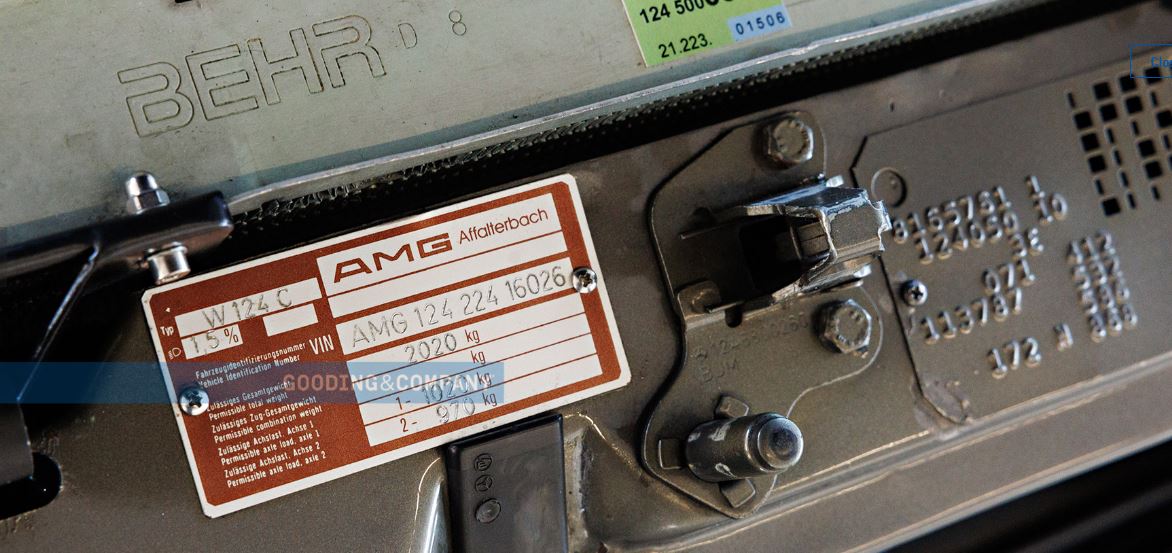 BEHR D 8
124 500
01506
21.223.
AMG Affalterbach
Typ W 124 C
1,5%
VIN AMG 124 224 16026
Fahrzeugidentifizierungsnummer
Vehicle Identification Number
2020 kg
kg
1- 1020 kg
2- 970 kg
Zulässiges Gesamtgewicht
Permissible total weight
Zulässiges Zug-Gesamtgewicht
Permissible combination weight
Zulässige Achslast. Achse 1
Permissible axle load. axle 1
Zulässige Achslast. Achse 2
Permissible axle load. axle 2
GOODING&COMPANY
172